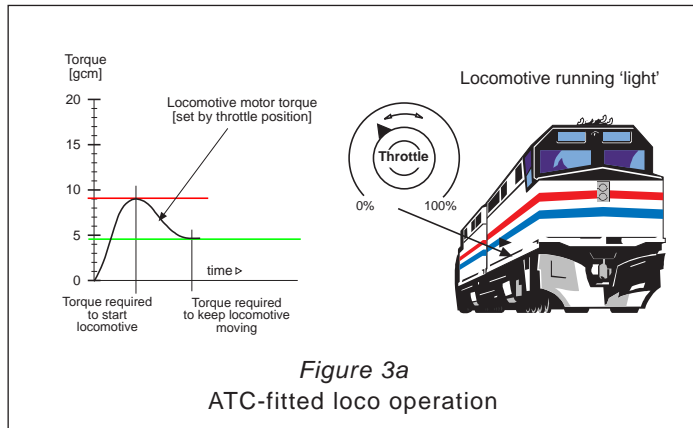 Torque
[gcm]
20
15
10
5
0
Locomotive motor torque
[set by throttle position]
time
Torque required
to start
locomotive
Torque required
to keep locomotive
moving
Throttle
0%
100%
Locomotive running ‘light’
Figure 3a
ATC-fitted loco operation